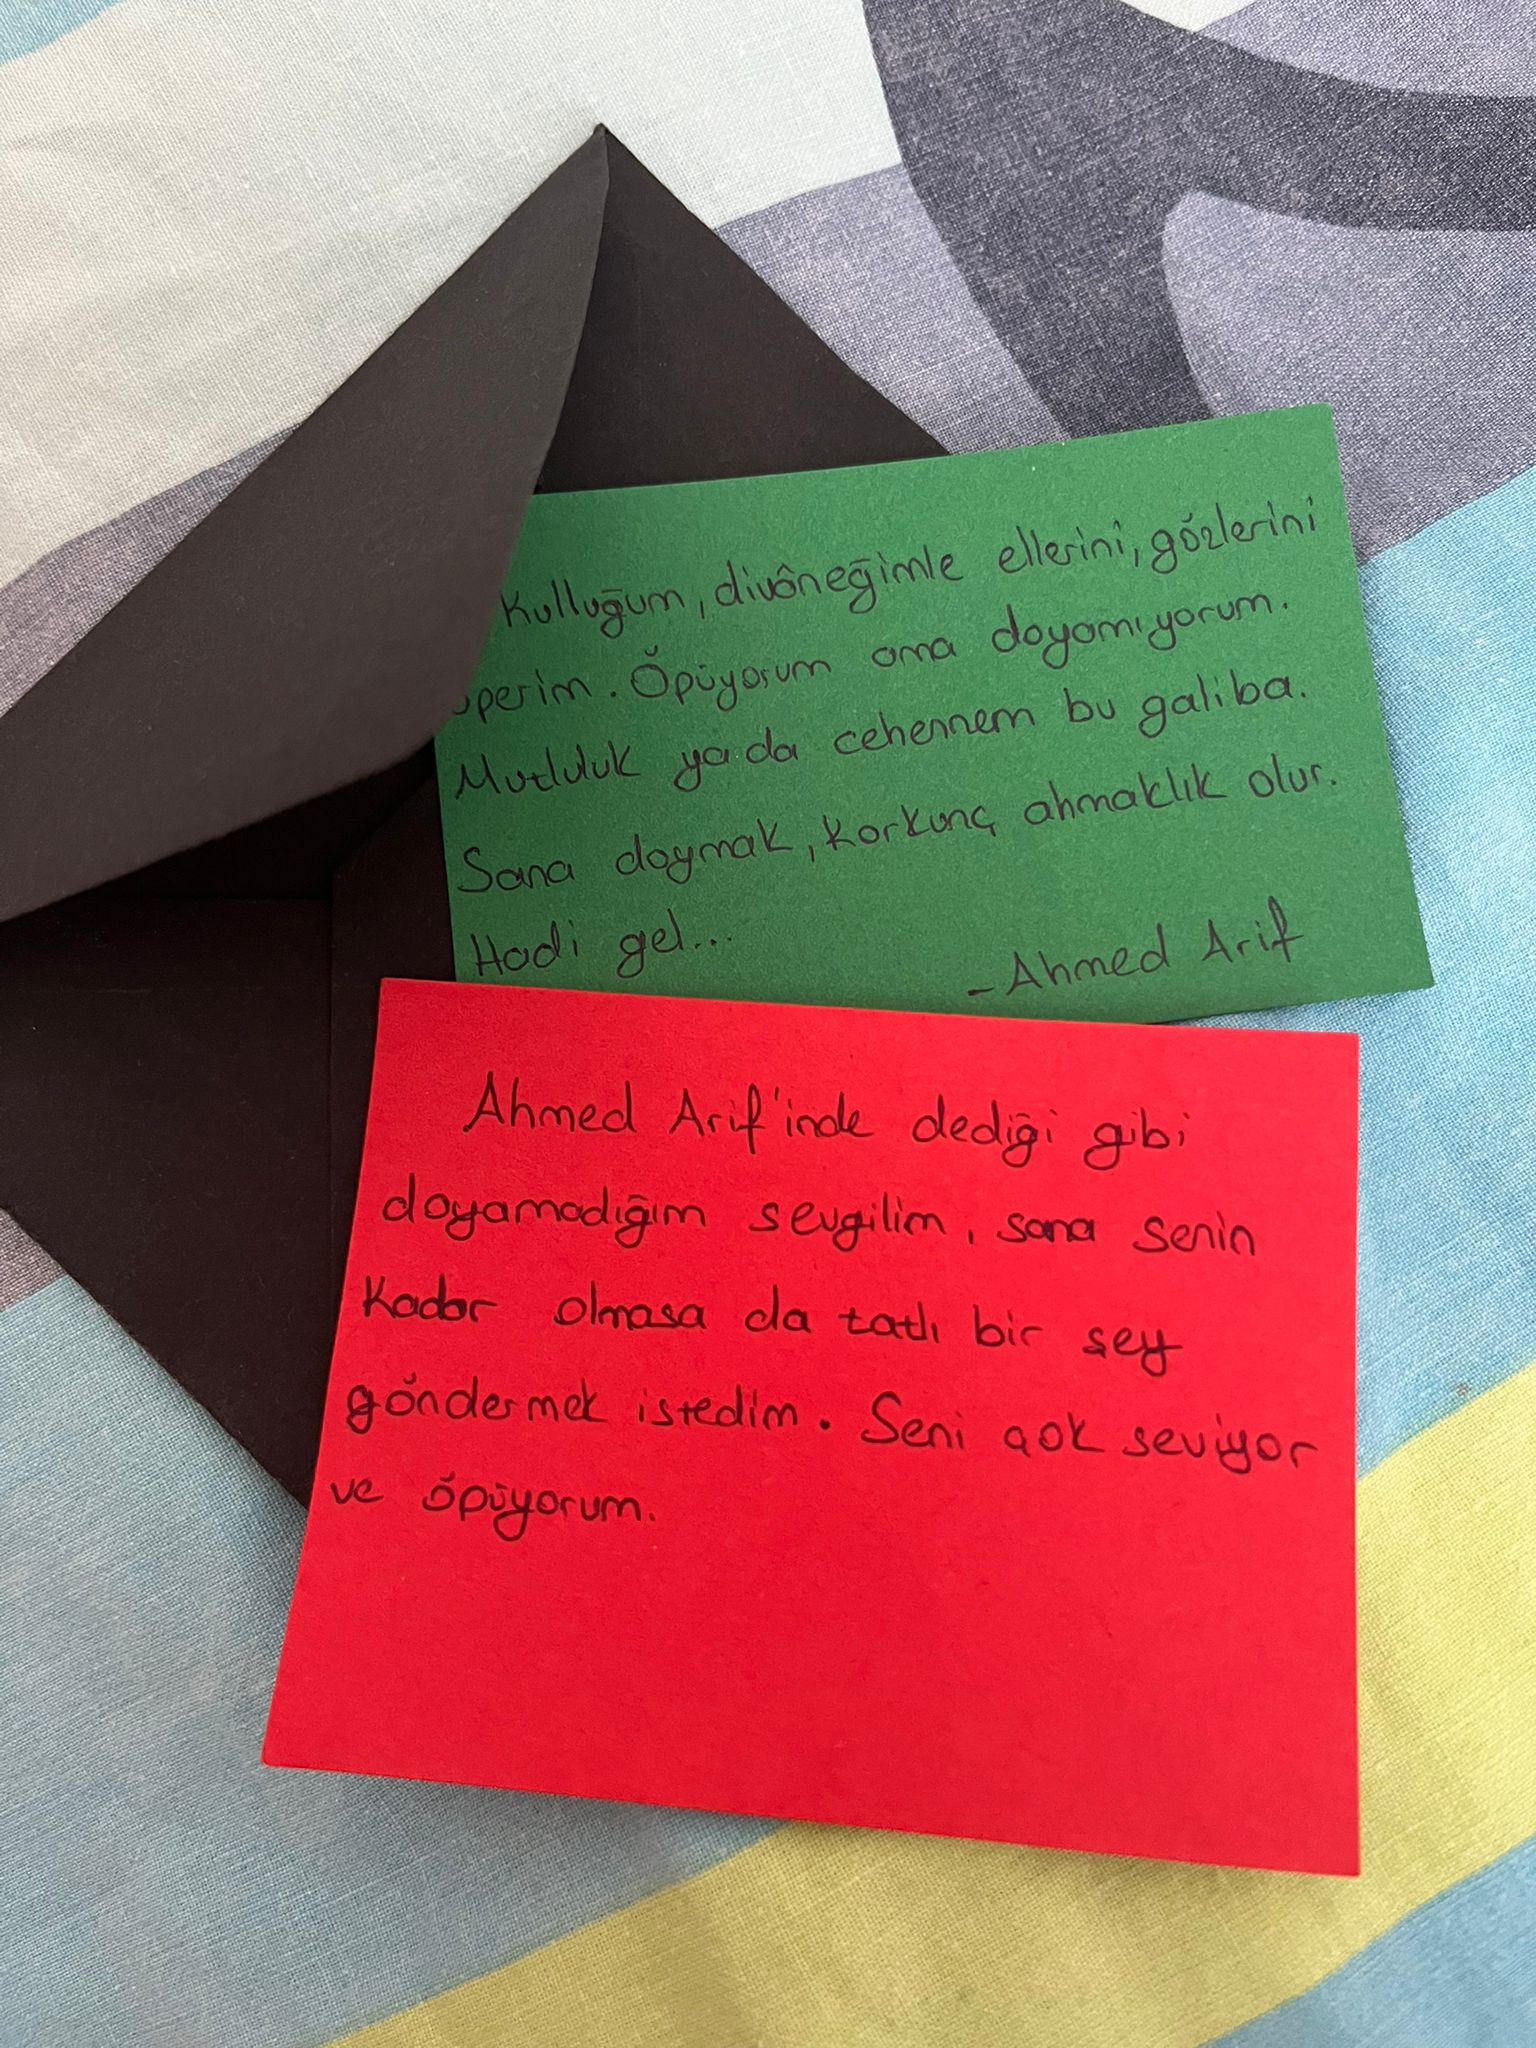 Kulluğum, divâneğimle ellerini, gözlerini
perim. Öpüyorum ama doyamıyorum.
Mutluluk ya da cehennem bu galiba.
Sana doymak, korkunç ahmaklık olur.
Hadi gel...
- Ahmed Arif
Ahmed Arif'inde dediği gibi
doyamadığım sevgilim, sana senin
kadar olmasa da tatlı bir şey
göndermek istedim. Seni çok seviyor
ve öpüyorum.